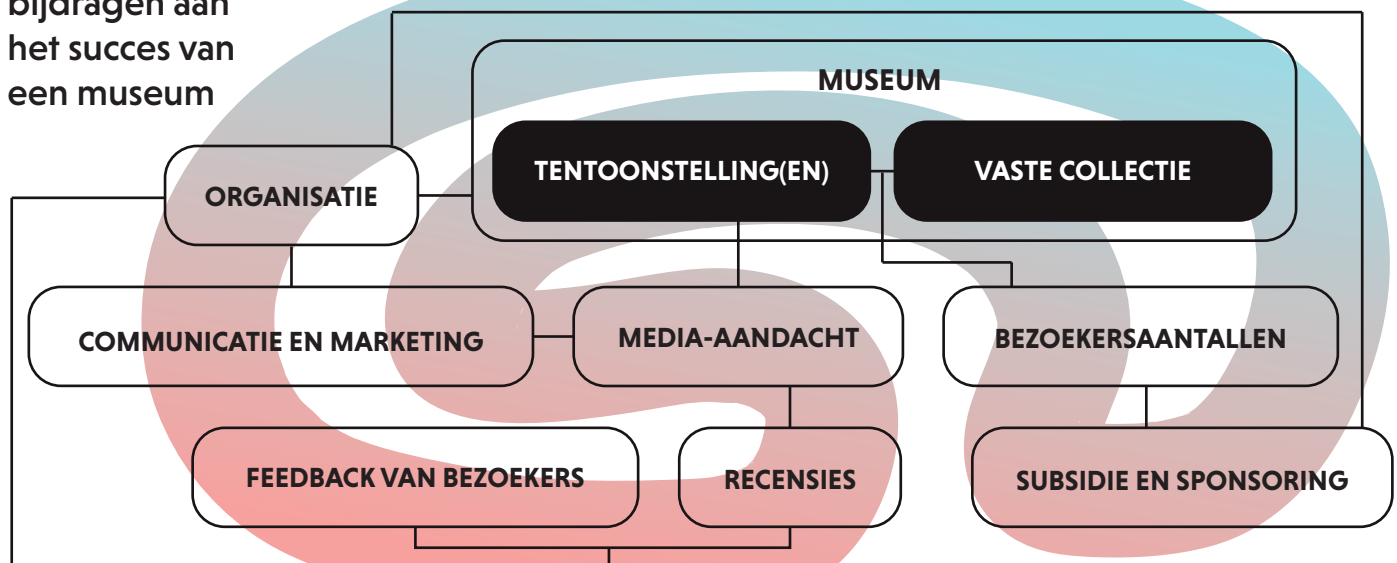 bijdragen aan
het succes van
een museum
MUSEUM
TENTOONSTELLING(EN)
VASTE COLLECTIE
ORGANISATIE
COMMUNICATIE EN MARKETING
MEDIA-AANDACHT
BEZOEKERSAANTALLEN
FEEDBACK VAN BEZOEKERS
RECENSIES
SUBSIDIE EN SPONSORING